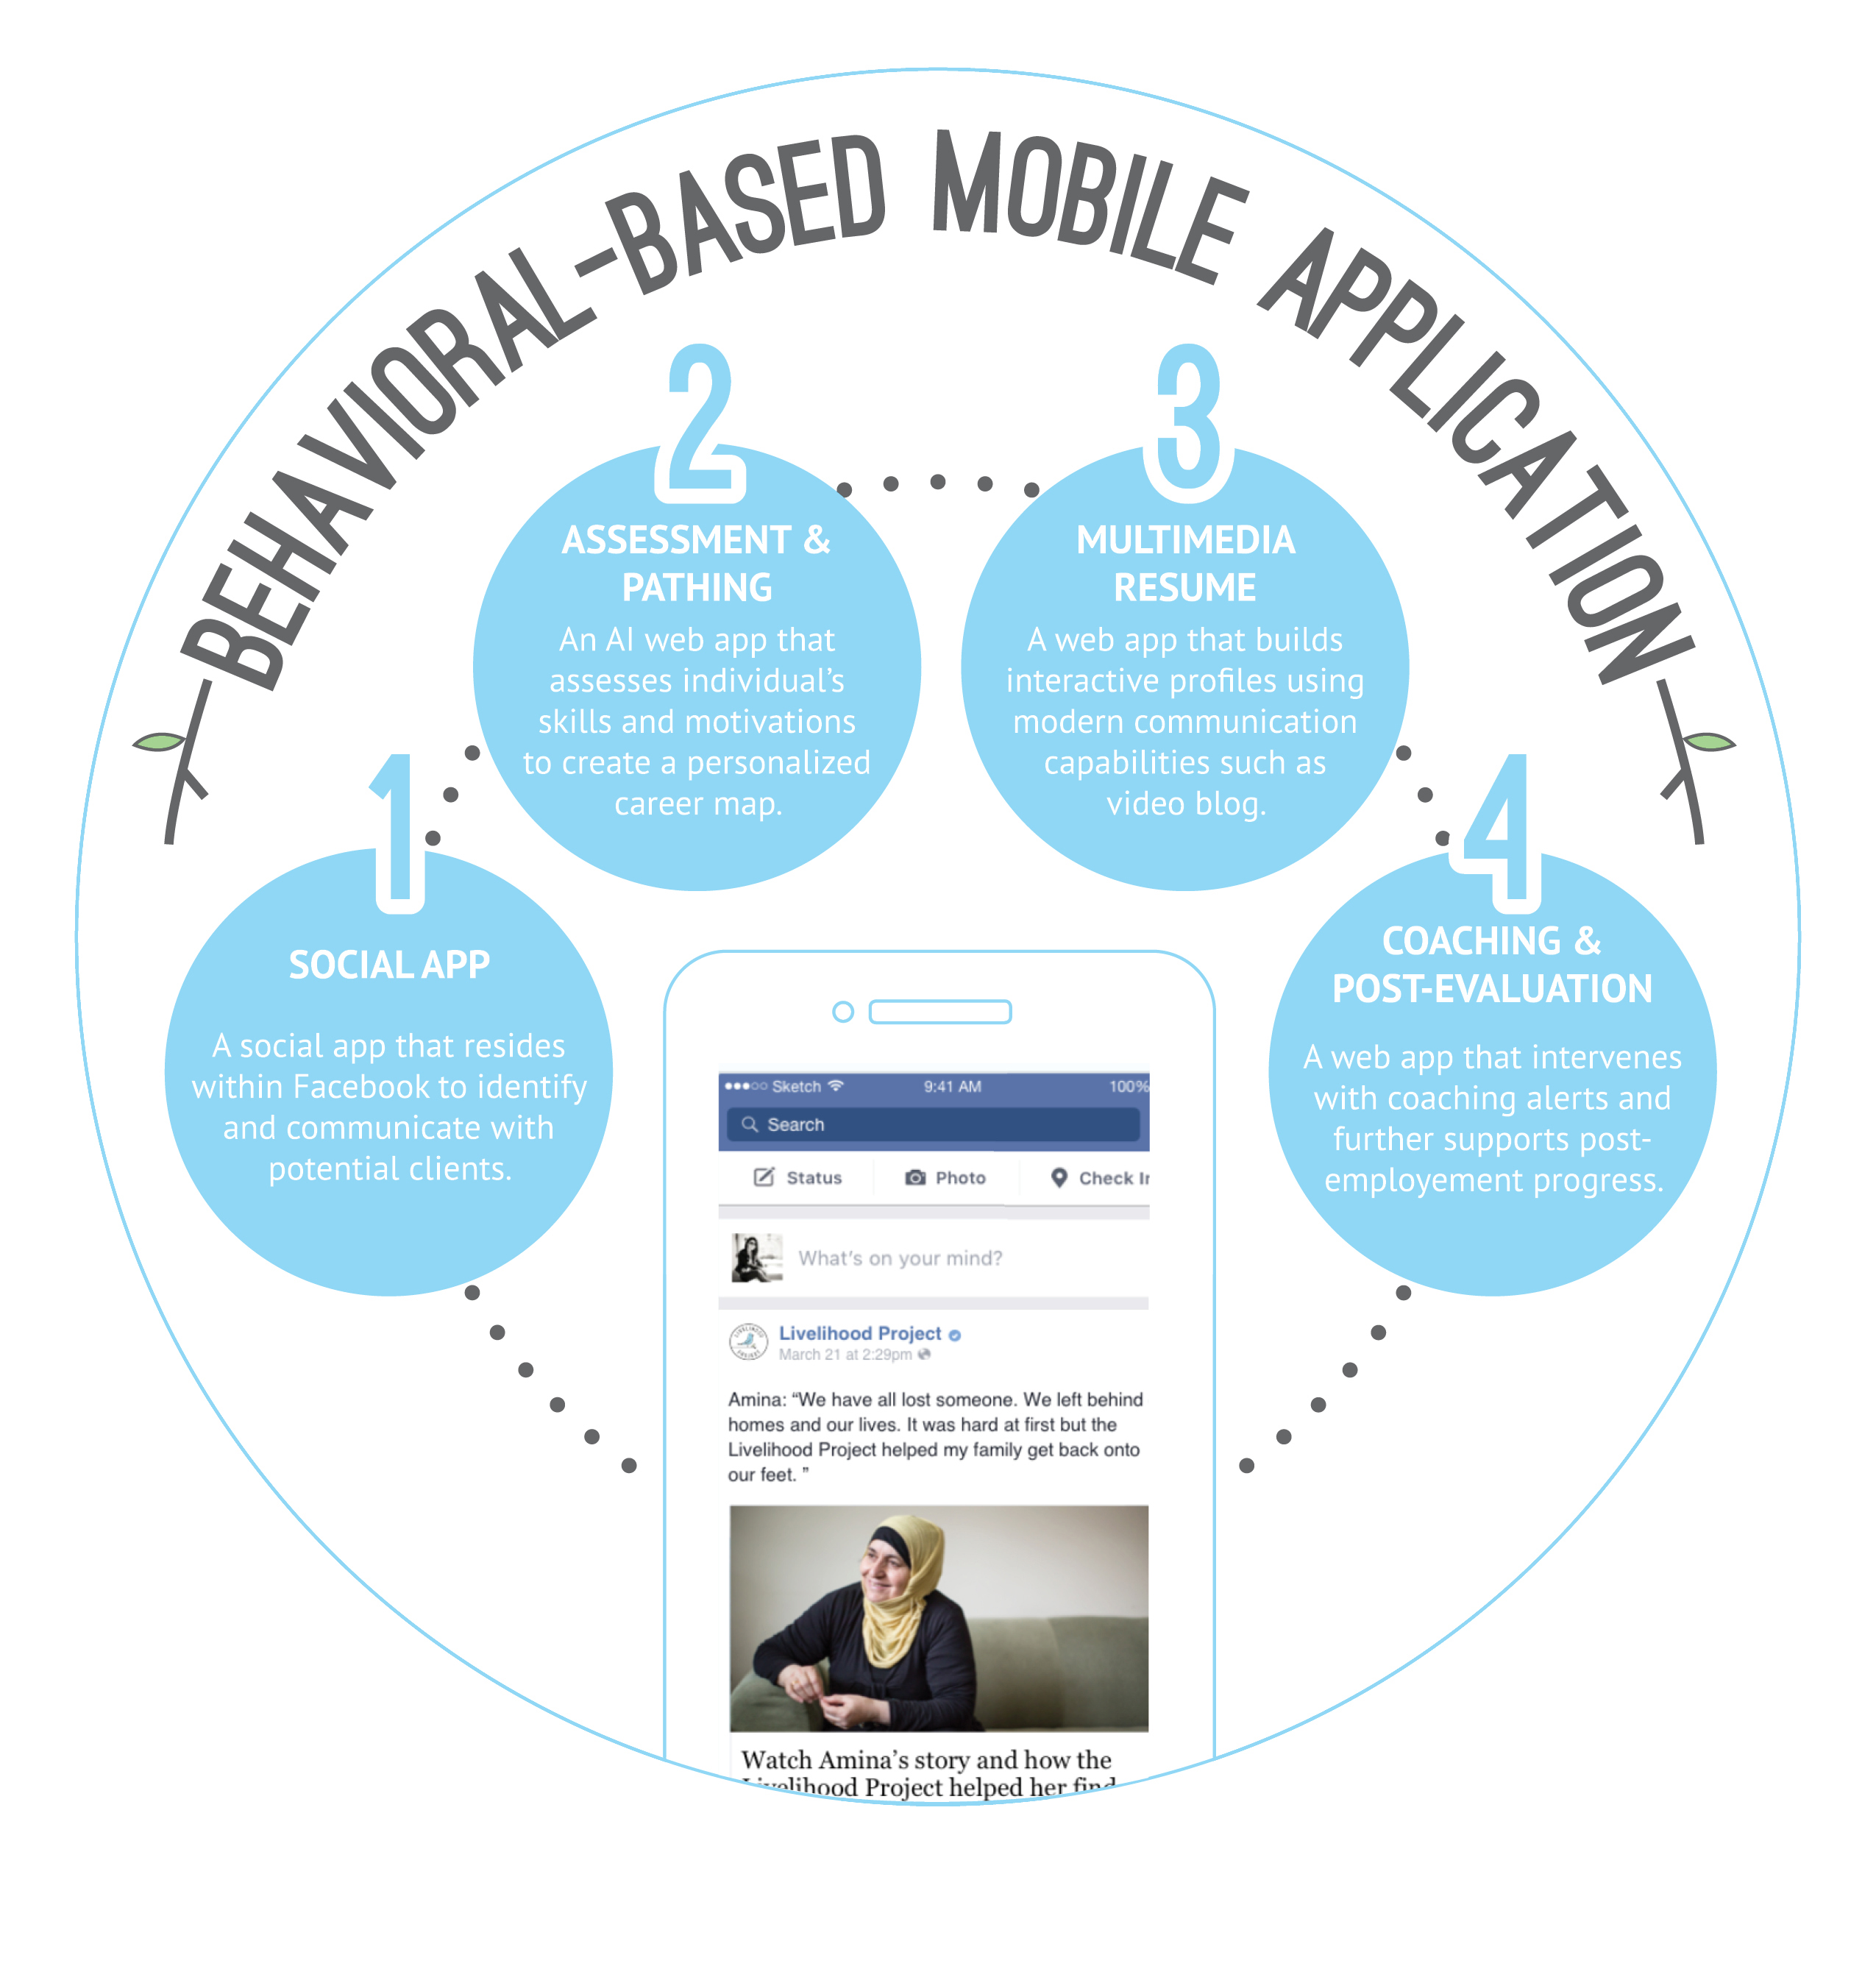 BEHAVIORAL-BASED MOBILE APPLICATION
1
SOCIAL APP
A social app that resides
within Facebook to identify
and communicate with
potential clients.
2
ASSESSMENT &
PATHING
An AI web app that
assesses individual’s
skills and motivations
to create a personalized
career map.
3
MULTIMEDIA
RESUME
A web app that builds
interactive profiles using
modern communication
capabilities such as
video blog.
4
COACHING &
POST-EVALUATION
A web app that intervenes
with coaching alerts and
further supports post-
employement progress.
Sketch 9:41 AM 100%
Search
Status Photo Check In
What’s on your mind?
LIVELIHOOD PROJECT
Livelihood Project
March 21 at 2:29pm
Amina: “We have all lost someone. We left behind
homes and our lives. It was hard at first but the
Livelihood Project helped my family get back onto
our feet. ”
Watch Amina’s story and how the
Livelihood Project helped her find